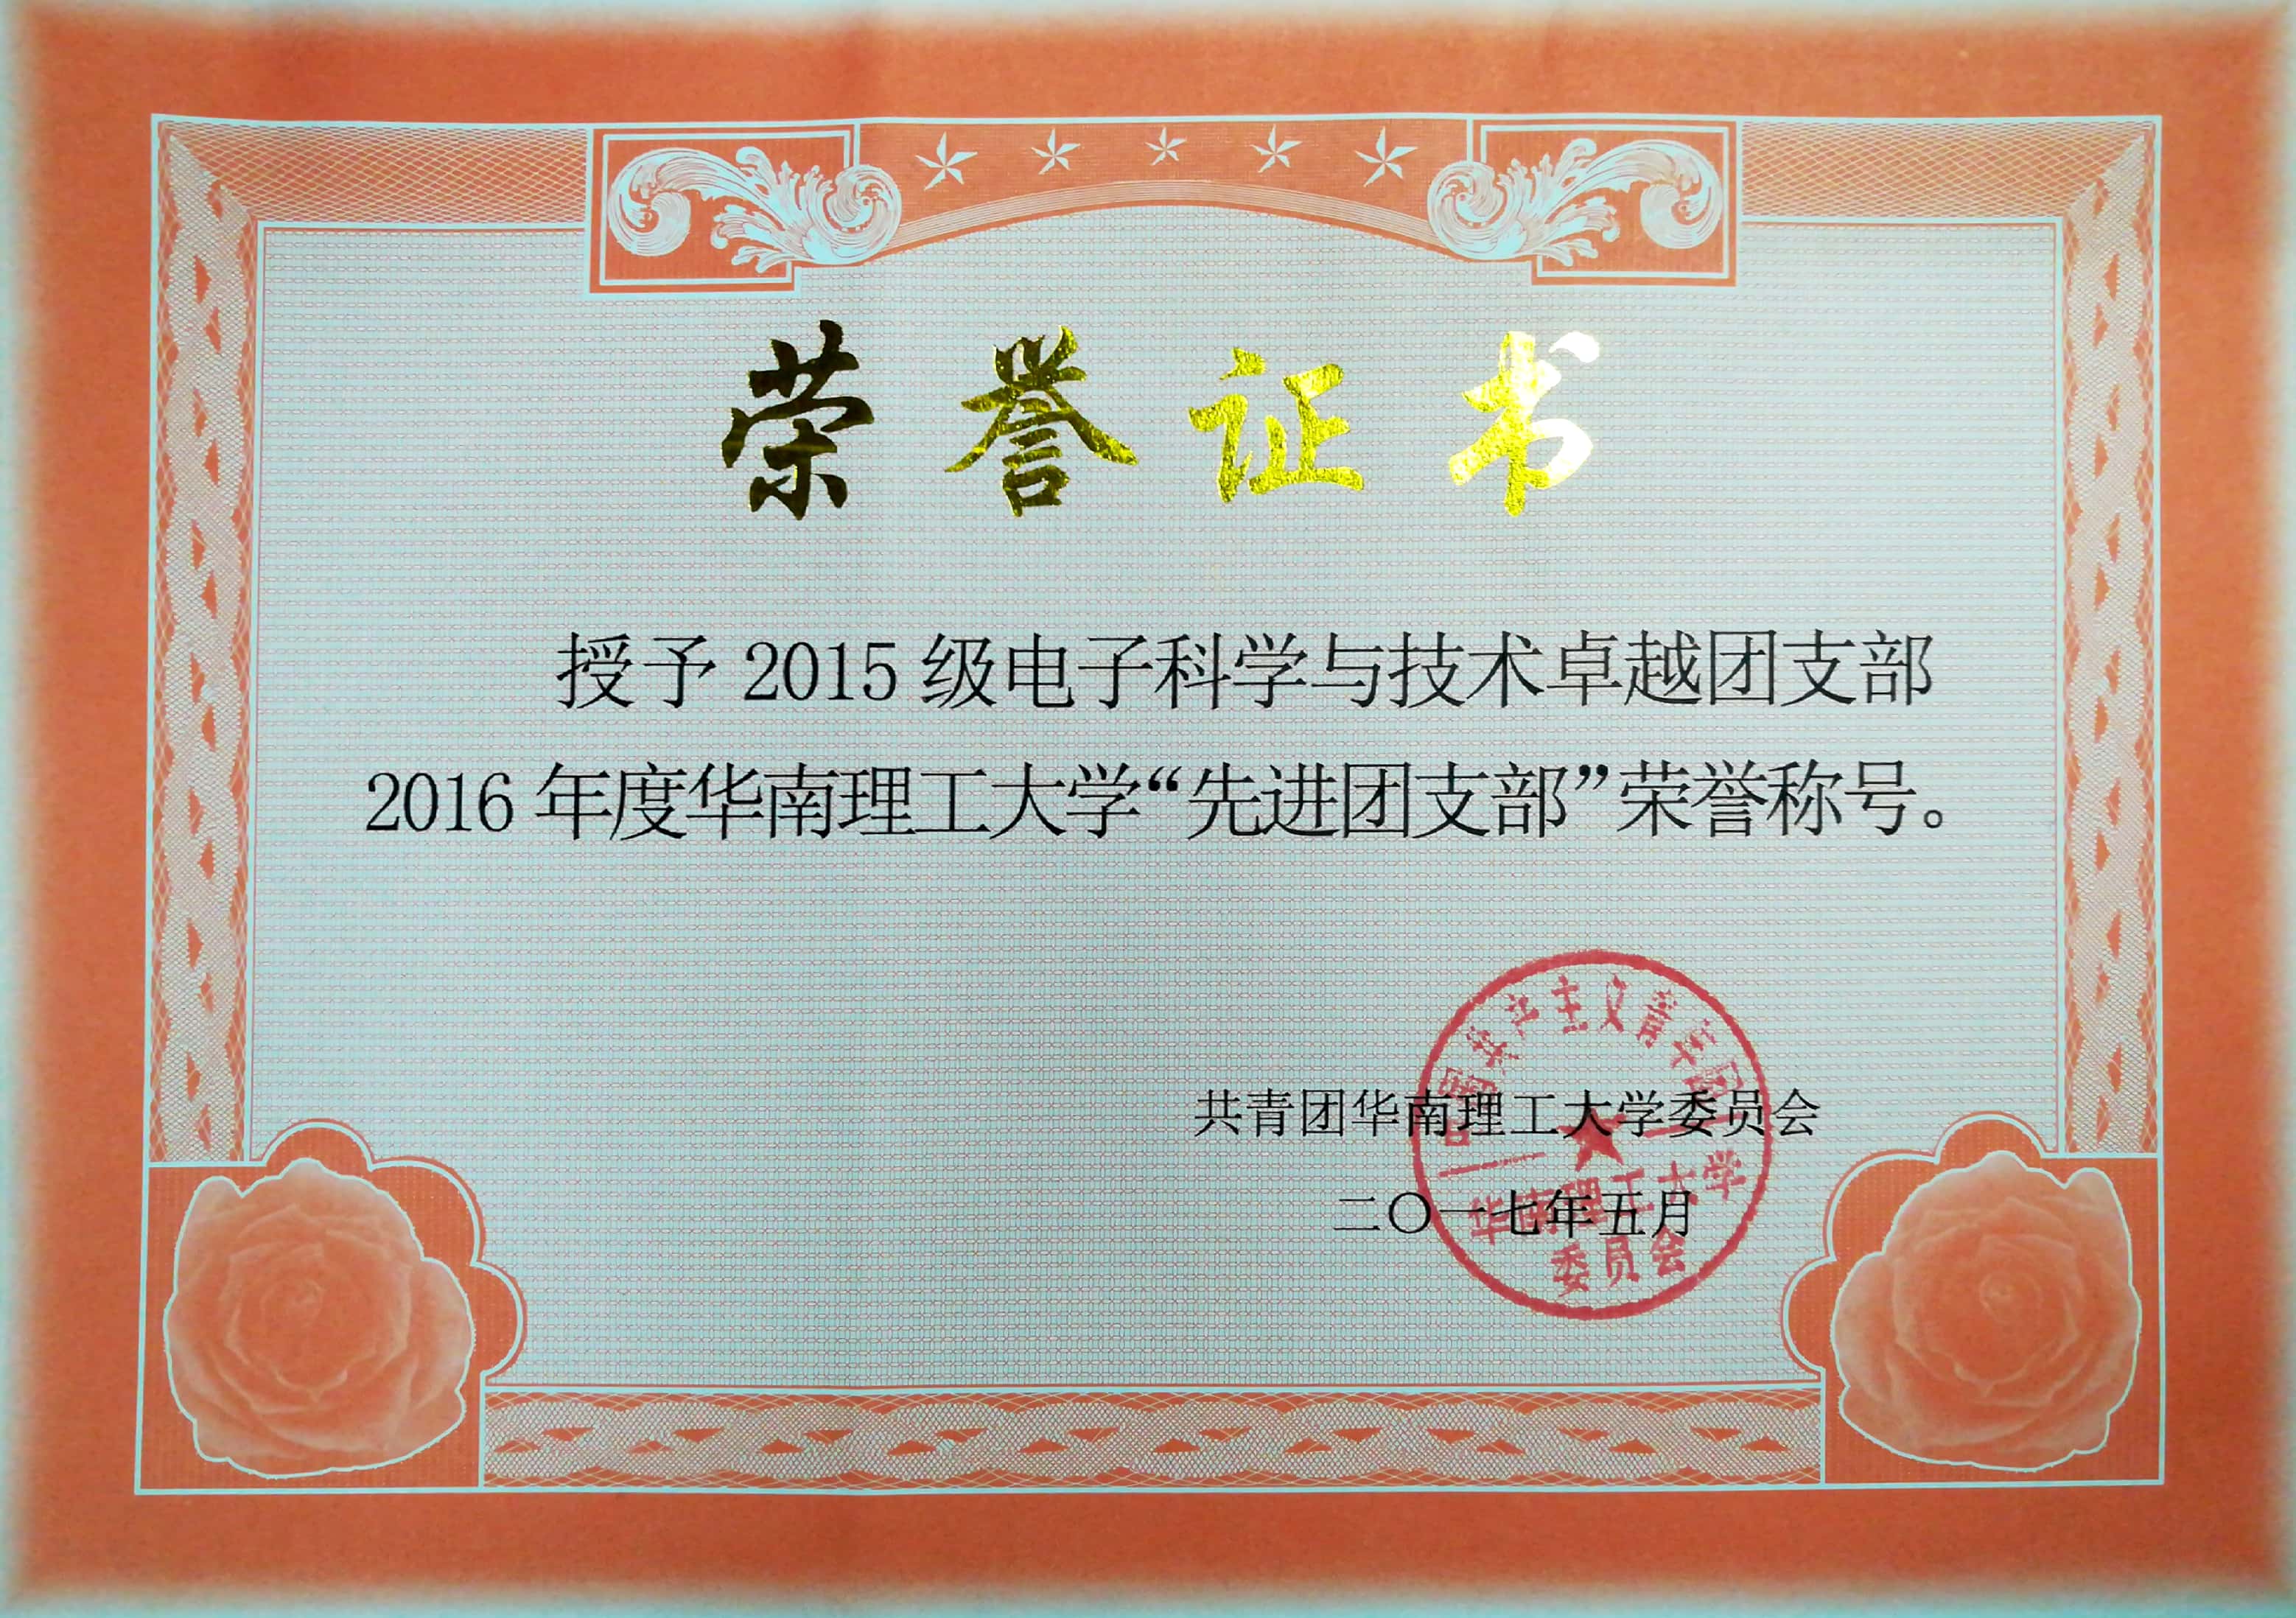 荣誉证书
授予 2015 级电子科学与技术卓越团支部
2016 年度华南理工大学“先进团支部”荣誉称号。
中国共产主义青年团
共青团华南理工大学委员会
华南理工大学
二〇一七年五月
委员会